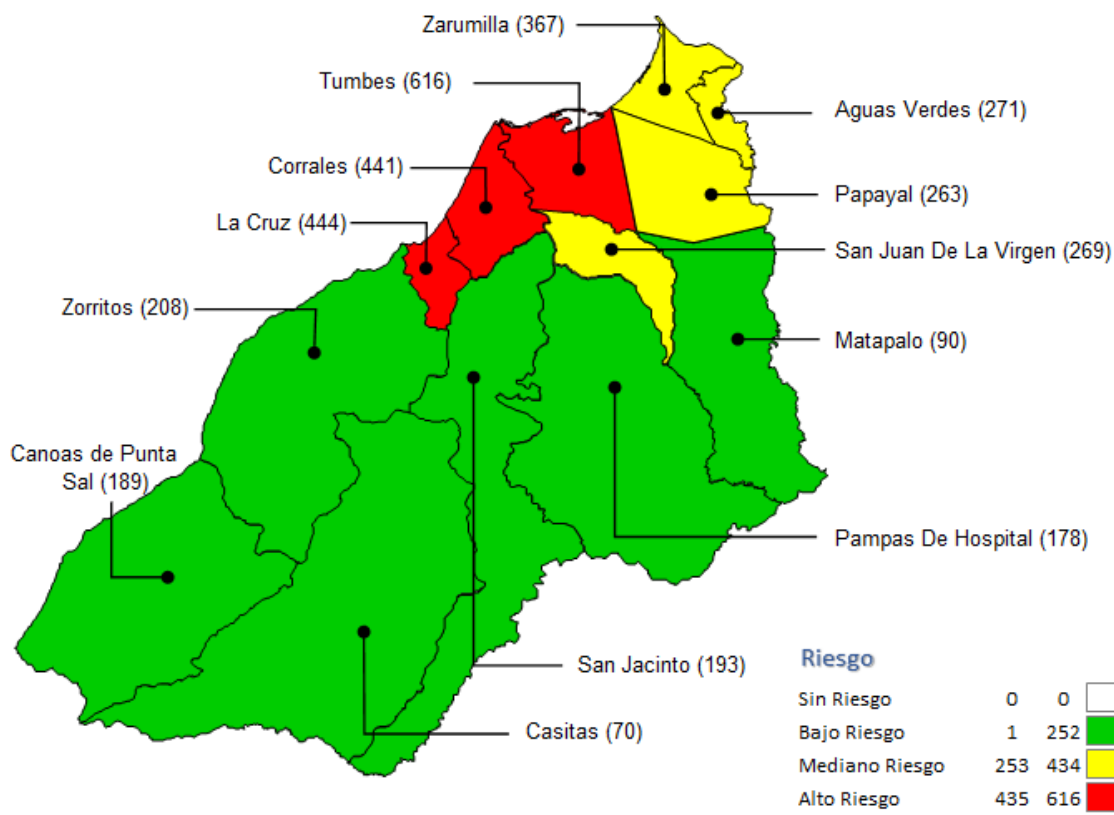 Zarumilla (367)
Tumbes (616)
Aguas Verdes (271)
Corrales (441)
Papayal (263)
La Cruz (444)
San Juan De La Virgen (269)
Zorritos (208)
Matapalo (90)
Canoas de Punta
Sal (189)
Pampas De Hospital (178)
San Jacinto (193)
Casitas (70)
Riesgo
Sin Riesgo 0 0
Bajo Riesgo 1 252
Mediano Riesgo 253 434
Alto Riesgo 435 616